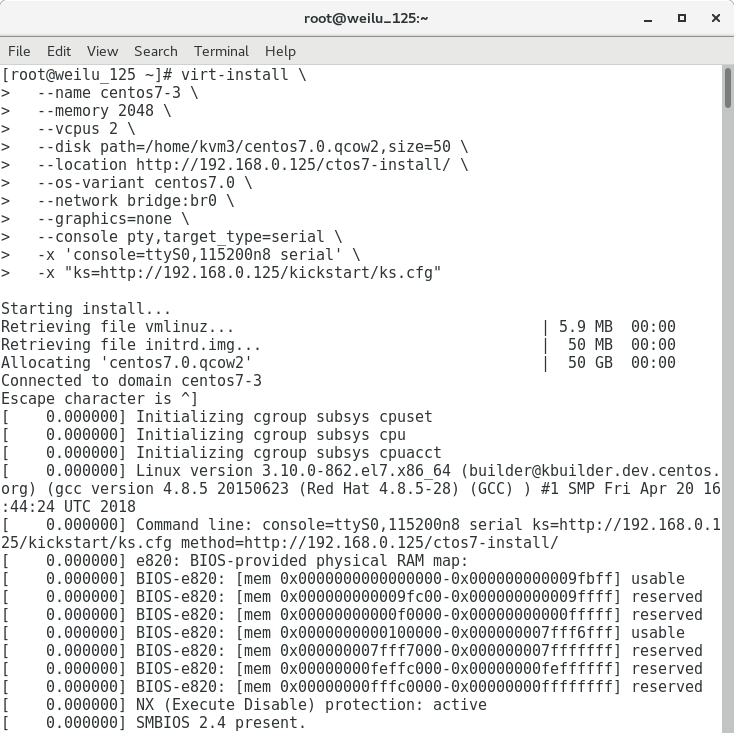 root@weilu_125:~
File Edit View Search Terminal Help
[root@weilu_125 ~]# virt-install \
>   --name centos7-3 \
>   --memory 2048 \
>   --vcpus 2 \
>   --disk path=/home/kvm3/centos7.0.qcow2,size=50 \
>   --location http://192.168.0.125/ctos7-install/ \
>   --os-variant centos7.0 \
>   --network bridge:br0 \
>   --graphics=none \
>   --console pty,target_type=serial \
>   -x 'console=ttyS0,115200n8 serial' \
>   -x "ks=http://192.168.0.125/kickstart/ks.cfg"
Starting install...
Retrieving file vmlinuz...                                  | 5.9 MB  00:00
Retrieving file initrd.img...                               |  50 MB  00:00
Allocating 'centos7.0.qcow2'                                |  50 GB  00:00
Connected to domain centos7-3
Escape character is ^]
[    0.000000] Initializing cgroup subsys cpuset
[    0.000000] Initializing cgroup subsys cpu
[    0.000000] Initializing cgroup subsys cpuacct
[    0.000000] Linux version 3.10.0-862.el7.x86_64 (builder@kbuilder.dev.centos.
org) (gcc version 4.8.5 20150623 (Red Hat 4.8.5-28) (GCC) ) #1 SMP Fri Apr 20 16
:44:24 UTC 2018
[    0.000000] Command line: console=ttyS0,115200n8 serial ks=http://192.168.0.1
25/kickstart/ks.cfg method=http://192.168.0.125/ctos7-install/
[    0.000000] e820: BIOS-provided physical RAM map:
[    0.000000] BIOS-e820: [mem 0x0000000000000000-0x000000000009fbff] usable
[    0.000000] BIOS-e820: [mem 0x000000000009fc00-0x000000000009ffff] reserved
[    0.000000] BIOS-e820: [mem 0x00000000000f0000-0x00000000000fffff] reserved
[    0.000000] BIOS-e820: [mem 0x0000000000100000-0x000000007fff6fff] usable
[    0.000000] BIOS-e820: [mem 0x000000007fff7000-0x000000007fffffff] reserved
[    0.000000] BIOS-e820: [mem 0x00000000feffc000-0x00000000feffffff] reserved
[    0.000000] BIOS-e820: [mem 0x00000000fffc0000-0x00000000ffffffff] reserved
[    0.000000] NX (Execute Disable) protection: active
[    0.000000] SMBIOS 2.4 present.